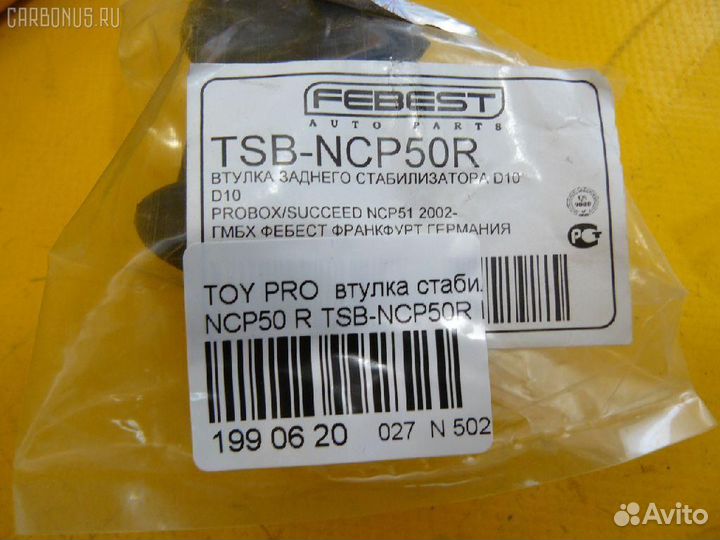 CARBONUS.RU
FEBEST
AUTO PARTS
TSB-NCP50R
ВТУЛКА ЗАДНЕГО СТАБИЛИЗАТОРА D10
D10
PROBOX/SUCCEED NCP51 2002-
ГМБХ ФЕБЕСТ ФРАНКФУРТ ГЕРМАНИЯ
TOY PRO втулка стаби.
NCP50 R TSB-NCP50R
199 06 20 027 N 502
Avito